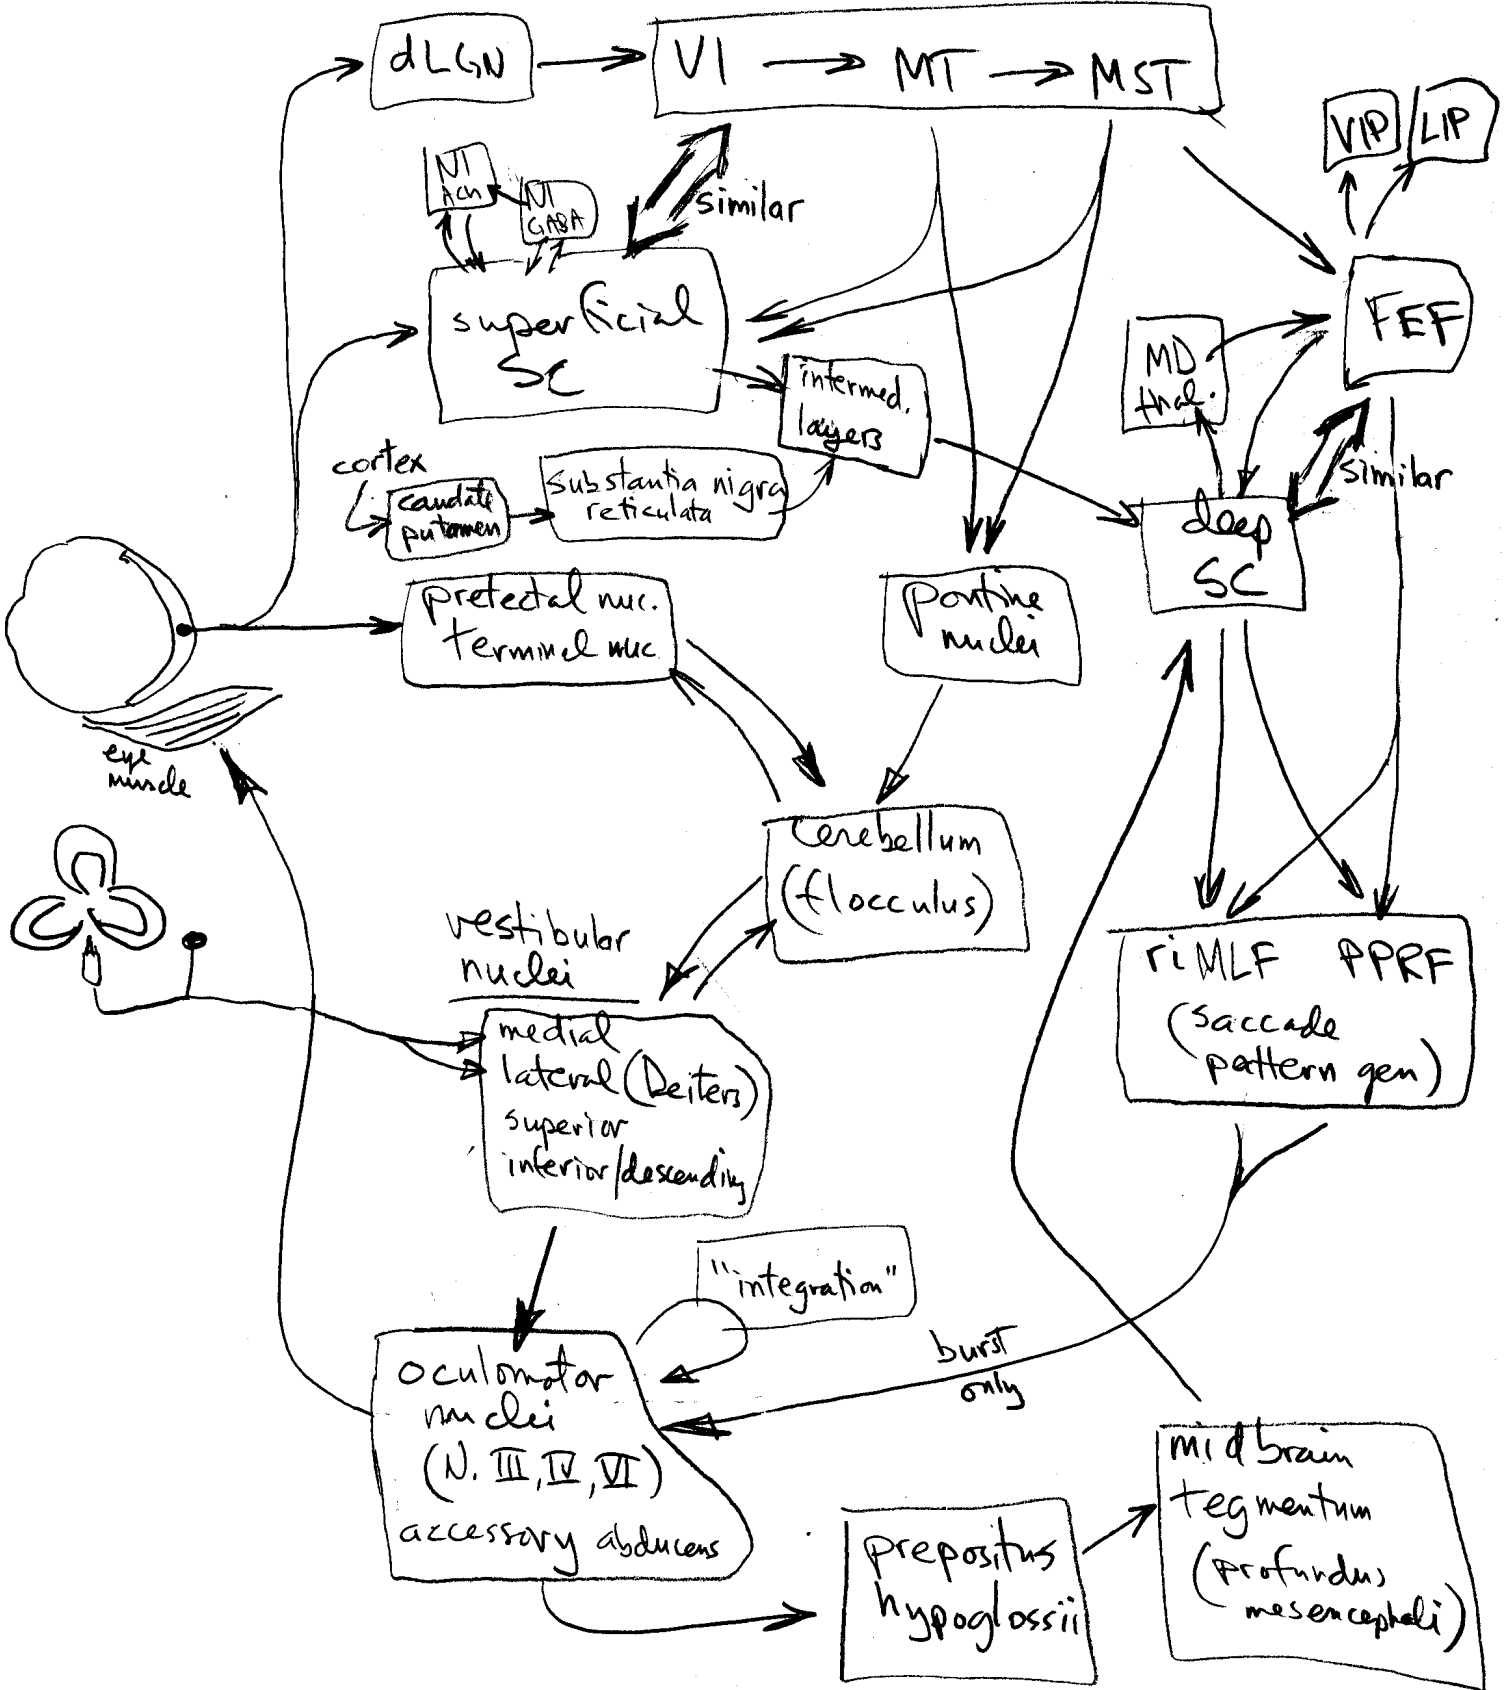 dLGN
V1 MT MST
VIP LIP
NI
ACh
NI
GABA
similar
superficial
SC
FEF
MD
thal.
intermed.
layers
similar
cortex
caudate
putamen
substantia nigra
reticulata
deep
SC
pretectal nuc.
terminal nuc.
pontine
nuclei
eye
muscle
cerebellum
(flocculus)
vestibular
nuclei
medial
lateral (Deiters)
superior
inferior/descending
riMLF PPRF
(saccade
pattern gen)
"integration"
burst
only
oculomotor
nuclei
(N. III, IV, VI)
accessory abducens
prepositus
hypoglossii
midbrain
tegmentum
(profundus
mesencephali)